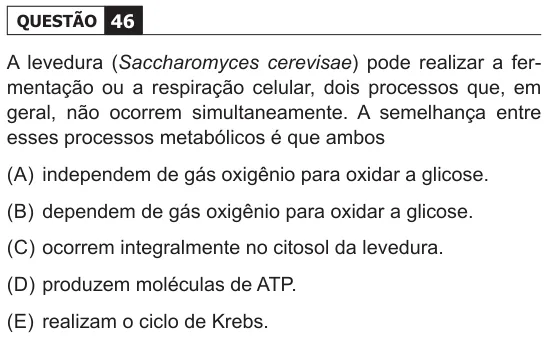 QUESTÃO 46
A levedura (Saccharomyces cerevisae) pode realizar a fer-
mentação ou a respiração celular, dois processos que, em
geral, não ocorrem simultaneamente. A semelhança entre
esses processos metabólicos é que ambos
(A) independem de gás oxigênio para oxidar a glicose.
(B) dependem de gás oxigênio para oxidar a glicose.
(C) ocorrem integralmente no citosol da levedura.
(D) produzem moléculas de ATP.
(E) realizam o ciclo de Krebs.